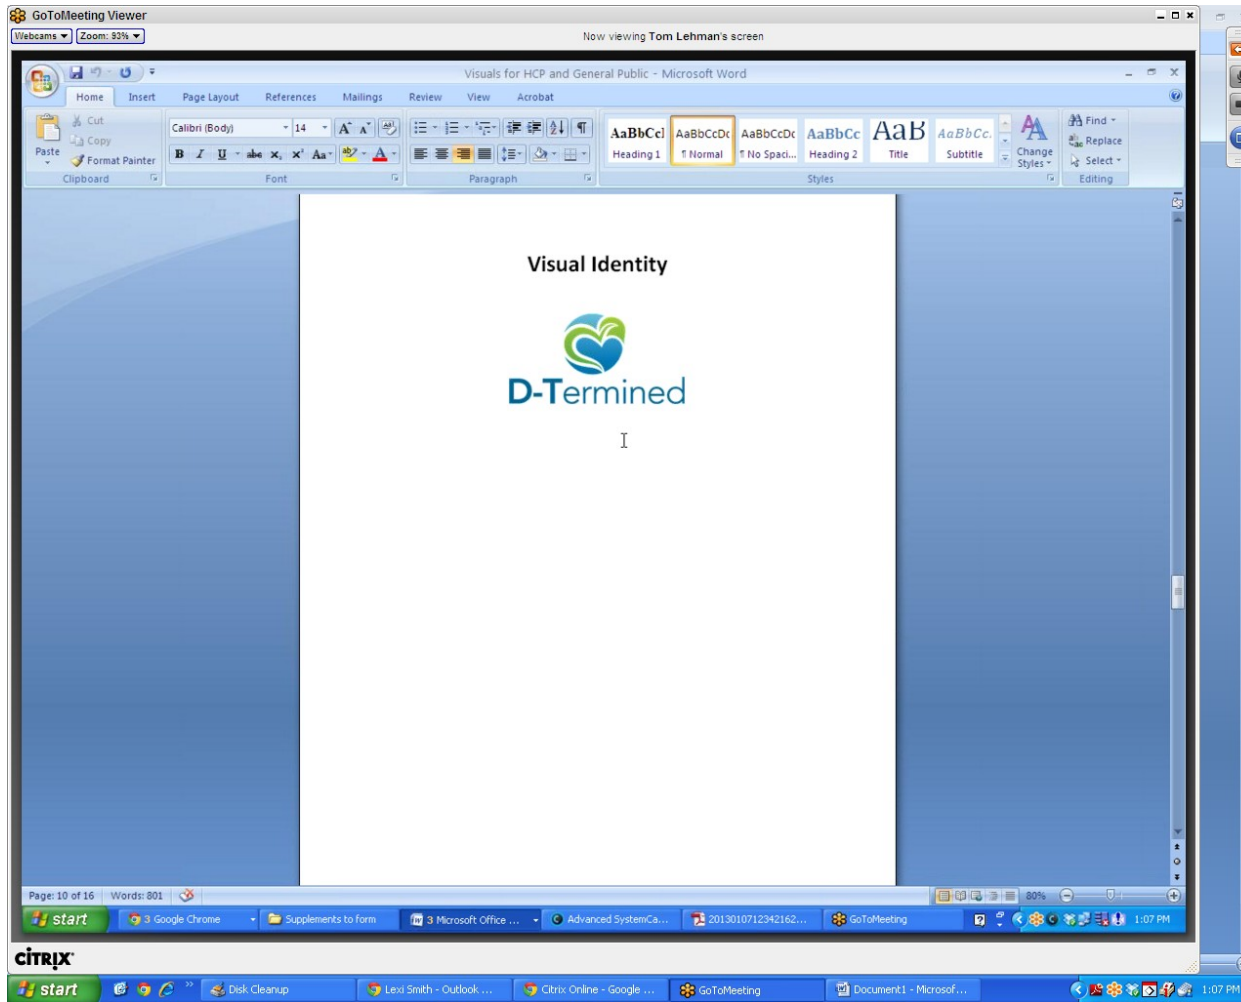 GoToMeeting Viewer
Webcams Zoom: 93% Now viewing Tom Lehman's screen
Visuals for HCP and General Public - Microsoft Word
Home Insert Page Layout References Mailings Review View Acrobat
Paste
Cut
Copy
Format Painter
Clipboard
Calibri (Body) 14
Font
Paragraph
AaBbCcI AaBbCcDc AaBbCcDc AaBbCc AaB AaBbCc.
Heading 1 ¶ Normal ¶ No Spaci... Heading 2 Title Subtitle
Change
Styles
Styles
Find
Replace
Select
Editing
Visual Identity
D-Termined
Page: 10 of 16 Words: 801 80%
start 3 Google Chrome Supplements to form 3 Microsoft Office ... Advanced SystemCa... 2013010712342162... GoToMeeting 1:07 PM
CITRIX
start Disk Cleanup Lexi Smith - Outlook ... Citrix Online - Google ... GoToMeeting Document1 - Microsof... 1:07 PM